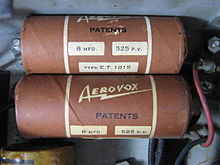 AEROVOX
PATENTS
8 MFD. 525 P.V.
TYPE E.T. 1015
AEROVOX
PATENTS
8 MFD. 525 P.V.